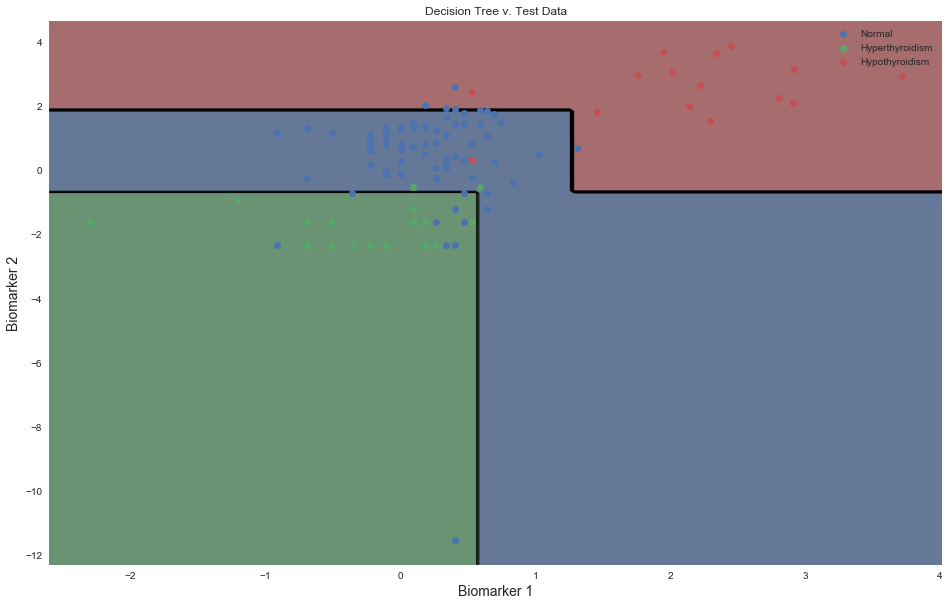 Decision Tree v. Test Data
Normal
Hyperthyroidism
Hypothyroidism
4
2
0
−2
−4
−6
−8
−10
−12
Biomarker 2
−2
−1
0
1
2
3
4
Biomarker 1